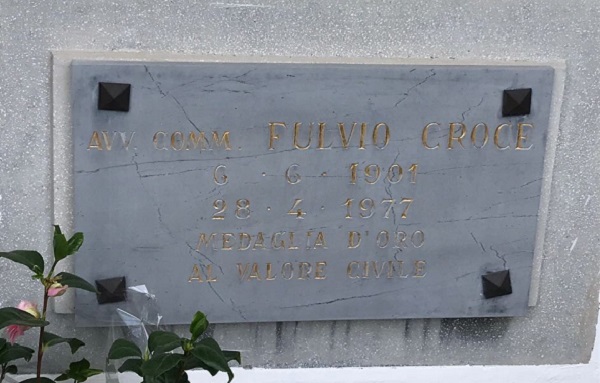 AVV. COMM. FULVIO CROCE
6 · 6 · 1901
28 · 4 · 1977
MEDAGLIA D'ORO
AL VALORE CIVILE